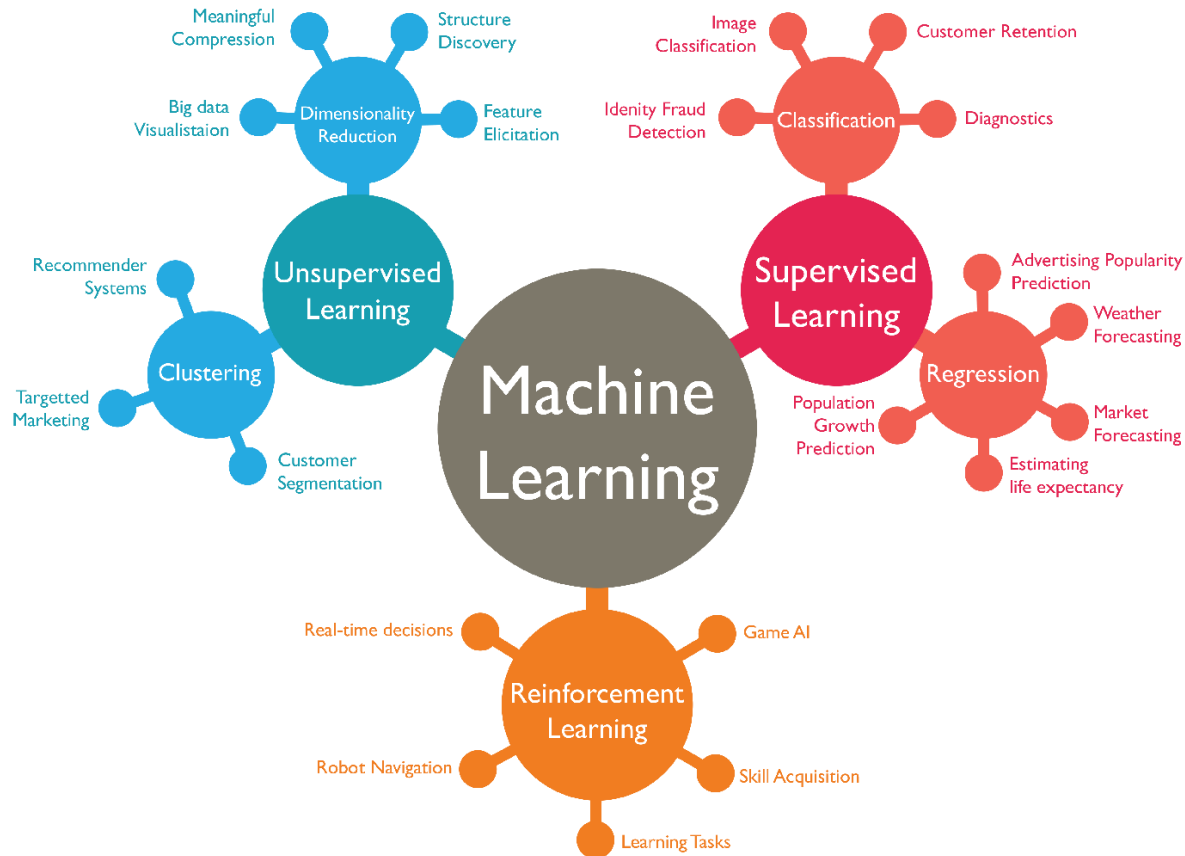 Meaningful
Compression
Structure
Discovery
Big data
Visualistaion
Dimensionality
Reduction
Feature
Elicitation
Image
Classification
Customer Retention
Idenity Fraud
Detection
Classification
Diagnostics
Recommender
Systems
Unsupervised
Learning
Clustering
Targetted
Marketing
Customer
Segmentation
Machine
Learning
Supervised
Learning
Advertising Popularity
Prediction
Weather
Forecasting
Regression
Population
Growth
Prediction
Market
Forecasting
Estimating
life expectancy
Real-time decisions
Game AI
Reinforcement
Learning
Robot Navigation
Skill Acquisition
Learning Tasks